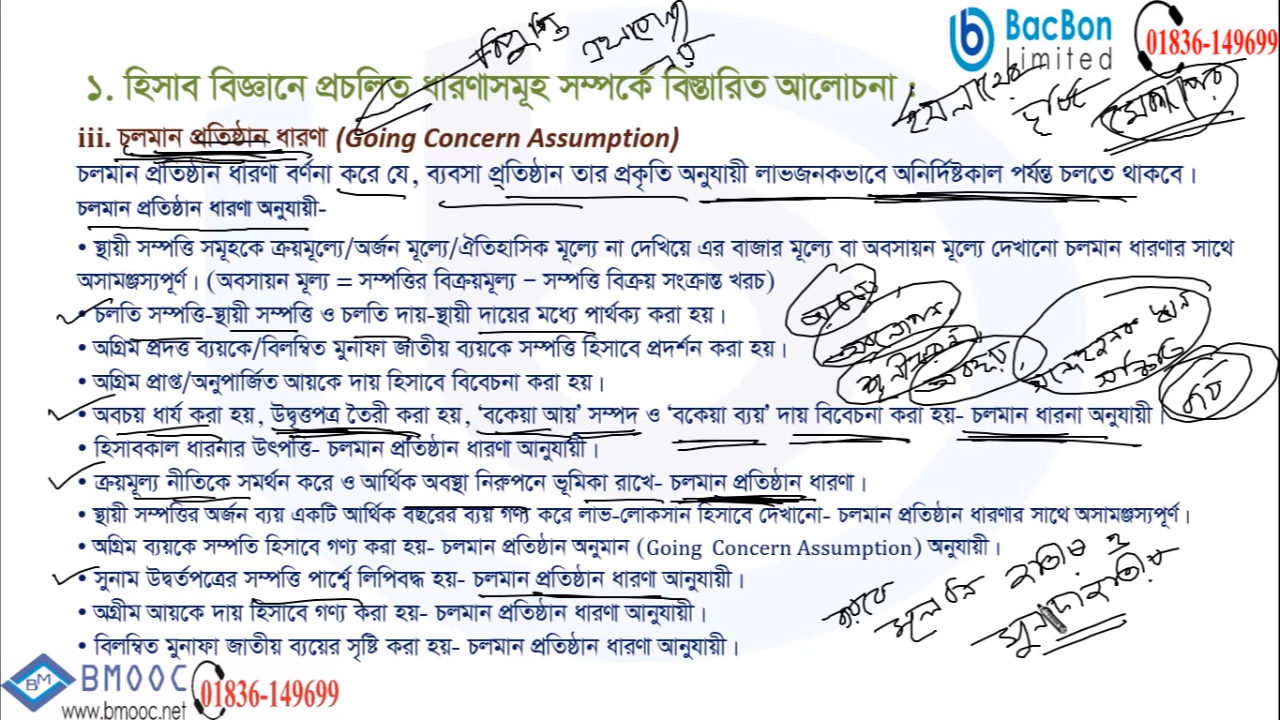 BacBon
Limited
01836-149699
১. হিসাব বিজ্ঞানে প্রচলিত ধারণাসমূহ সম্পর্কে বিস্তারিত আলোচনা :
iii. চলমান প্রতিষ্ঠান ধারণা (Going Concern Assumption)
চলমান প্রতিষ্ঠান ধারণা বর্ণনা করে যে, ব্যবসা প্রতিষ্ঠান তার প্রকৃতি অনুযায়ী লাভজনকভাবে অনির্দিষ্টকাল পর্যন্ত চলতে থাকবে।
চলমান প্রতিষ্ঠান ধারণা অনুযায়ী-
• স্থায়ী সম্পত্তি সমূহকে ক্রয়মূল্যে/অর্জন মূল্যে/ঐতিহাসিক মূল্যে না দেখিয়ে এর বাজার মূল্যে বা অবসায়ন মূল্যে দেখানো চলমান ধারণার সাথে
অসামঞ্জস্যপূর্ণ। (অবসায়ন মূল্য = সম্পত্তির বিক্রয়মূল্য – সম্পত্তি বিক্রয় সংক্রান্ত খরচ)
• চলতি সম্পত্তি-স্থায়ী সম্পত্তি ও চলতি দায়-স্থায়ী দায়ের মধ্যে পার্থক্য করা হয়।
• অগ্রিম প্রদত্ত ব্যয়কে/বিলম্বিত মুনাফা জাতীয় ব্যয়কে সম্পত্তি হিসাবে প্রদর্শন করা হয়।
• অগ্রিম প্রাপ্ত/অনুপার্জিত আয়কে দায় হিসাবে বিবেচনা করা হয়।
• অবচয় ধার্য করা হয়, উদ্বৃত্তপত্র তৈরী করা হয়, ‘বকেয়া আয়’ সম্পদ ও ‘বকেয়া ব্যয়’ দায় বিবেচনা করা হয়- চলমান ধারনা অনুযায়ী।
• হিসাবকাল ধারনার উৎপত্তি- চলমান প্রতিষ্ঠান ধারণা আনুযায়ী।
• ক্রয়মূল্য নীতিকে সমর্থন করে ও আর্থিক অবস্থা নিরুপনে ভূমিকা রাখে- চলমান প্রতিষ্ঠান ধারণা।
• স্থায়ী সম্পত্তির অর্জন ব্যয় একটি আর্থিক বছরের ব্যয় গণ্য করে লাভ-লোকসান হিসাবে দেখানো- চলমান প্রতিষ্ঠান ধারণার সাথে অসামঞ্জস্যপূর্ণ।
• অগ্রিম ব্যয়কে সম্পতি হিসাবে গণ্য করা হয়- চলমান প্রতিষ্ঠান অনুমান (Going Concern Assumption) অনুযায়ী।
• সুনাম উদ্বর্তপত্রের সম্পত্তি পার্শ্বে লিপিবদ্ধ হয়- চলমান প্রতিষ্ঠান ধারণা আনুযায়ী।
• অগ্রীম আয়কে দায় হিসাবে গণ্য করা হয়- চলমান প্রতিষ্ঠান ধারণা আনুযায়ী।
• বিলম্বিত মুনাফা জাতীয় ব্যয়ের সৃষ্টি করা হয়- চলমান প্রতিষ্ঠান ধারণা আনুযায়ী।
BM BMOOC
01836-149699
www.bmooc.net